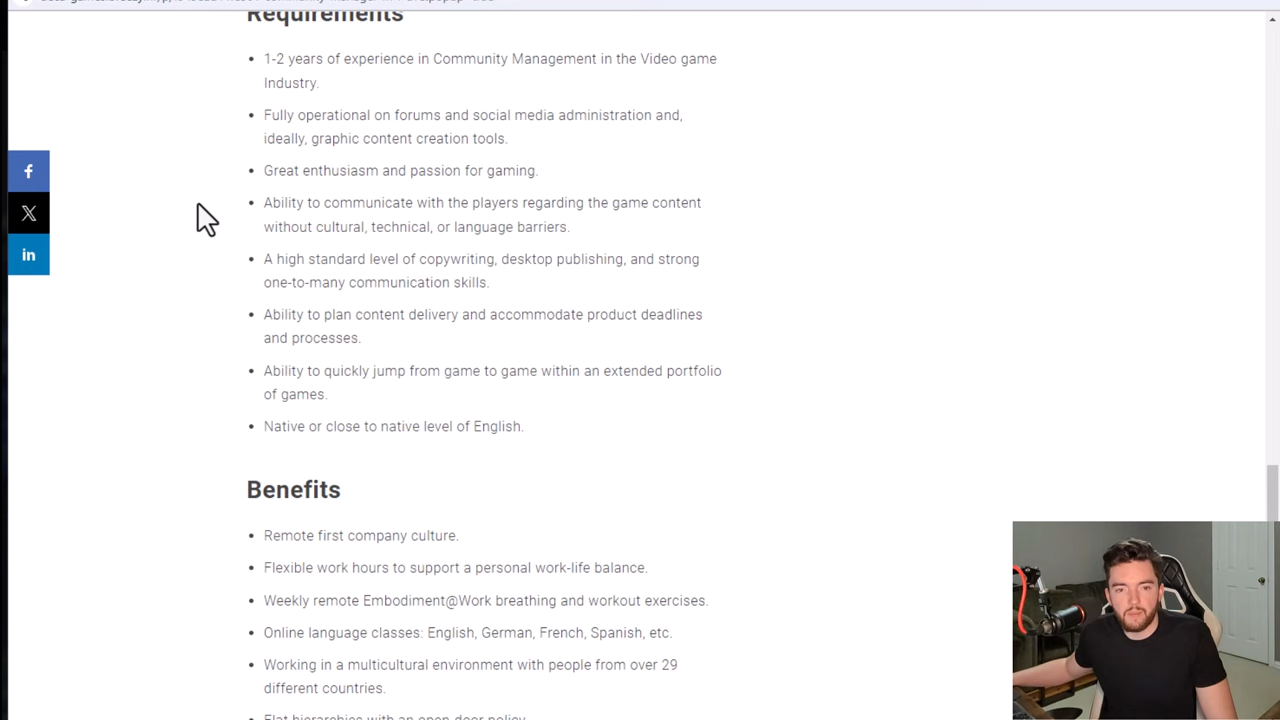 Requirements
• 1-2 years of experience in Community Management in the Video game
Industry.
• Fully operational on forums and social media administration and,
ideally, graphic content creation tools.
• Great enthusiasm and passion for gaming.
• Ability to communicate with the players regarding the game content
without cultural, technical, or language barriers.
• A high standard level of copywriting, desktop publishing, and strong
one-to-many communication skills.
• Ability to plan content delivery and accommodate product deadlines
and processes.
• Ability to quickly jump from game to game within an extended portfolio
of games.
• Native or close to native level of English.
Benefits
• Remote first company culture.
• Flexible work hours to support a personal work-life balance.
• Weekly remote Embodiment@Work breathing and workout exercises.
• Online language classes: English, German, French, Spanish, etc.
• Working in a multicultural environment with people from over 29
different countries.
• Flat hierarchies with an open-door policy.